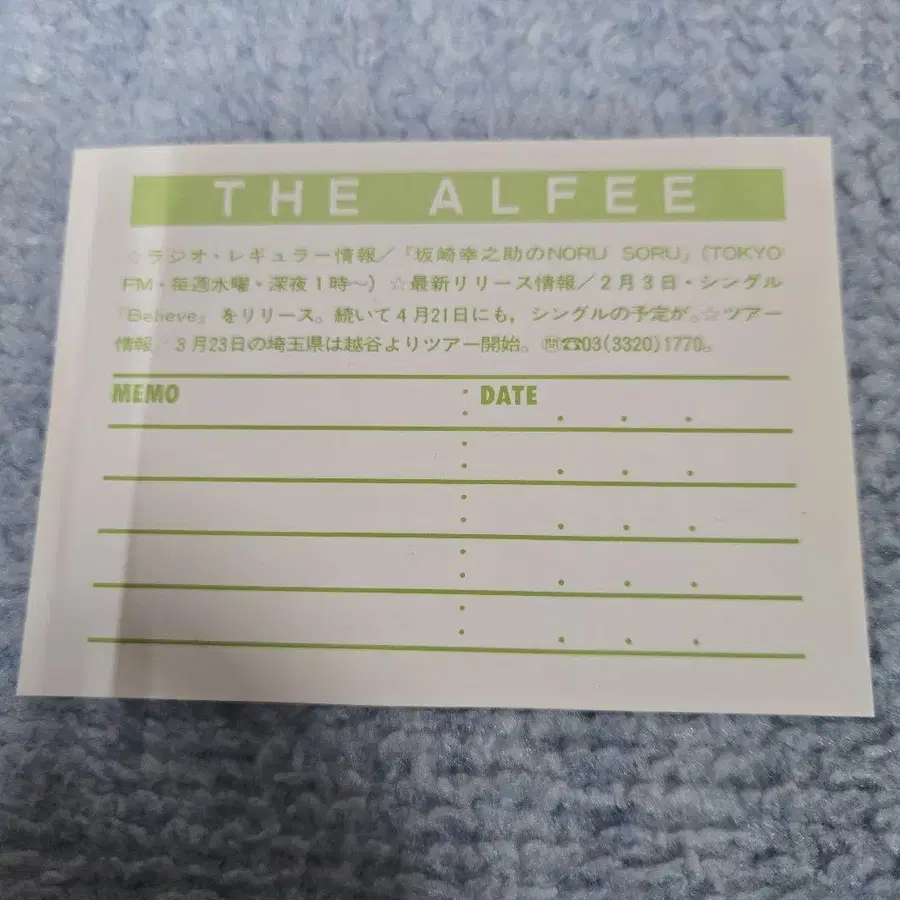 THE ALFEE
☆ラジオ・レギュラー情報/「坂崎幸之助のNORU SORU」(TOKYO
FM・毎週水曜・深夜1時〜) ☆最新リリース情報/2月3日・シングル
『Believe』をリリース。続いて4月21日にも,シングルの予定が。☆ツアー
情報 3月23日の埼玉県は越谷よりツアー開始。㉄☎03(3320)1770。
MEMO DATE